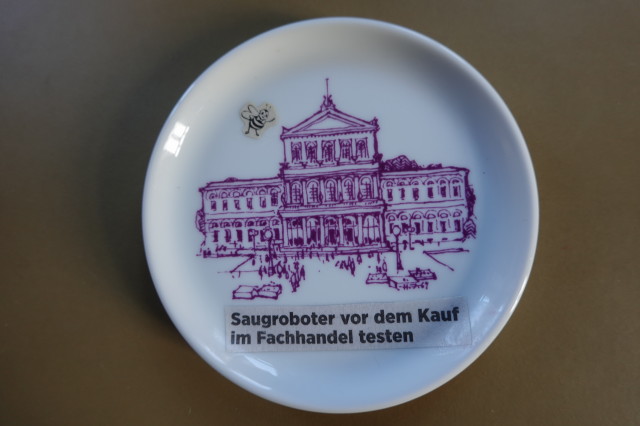 Saugroboter vor dem Kauf
im Fachhandel testen